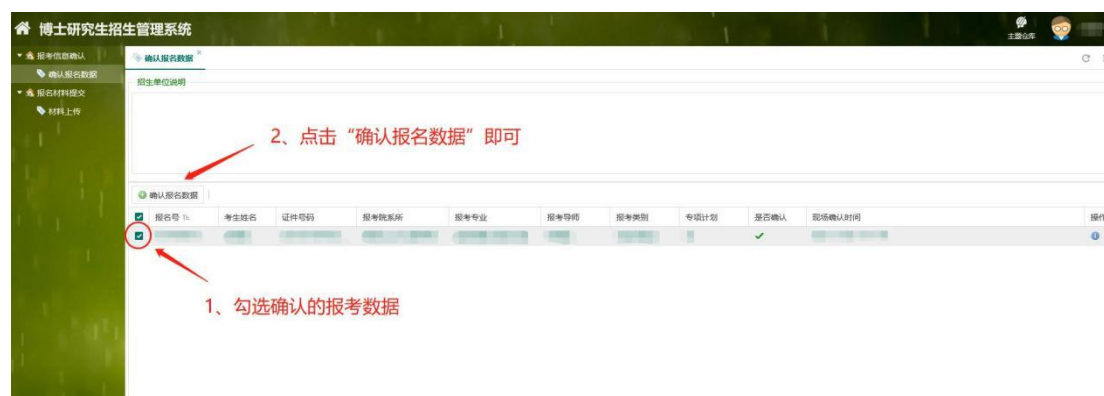 博士研究生招生管理系统
主题仓库
报考信息确认
确认报名数据
报名材料提交
材料上传
确认报名数据
招生单位说明
2、点击“确认报名数据”即可
确认报名数据
报名号 考生姓名 证件号码 报考院系所 报考专业 报考导师 报考类别 专项计划 是否确认 现场确认时间 操作
1、勾选确认的报考数据